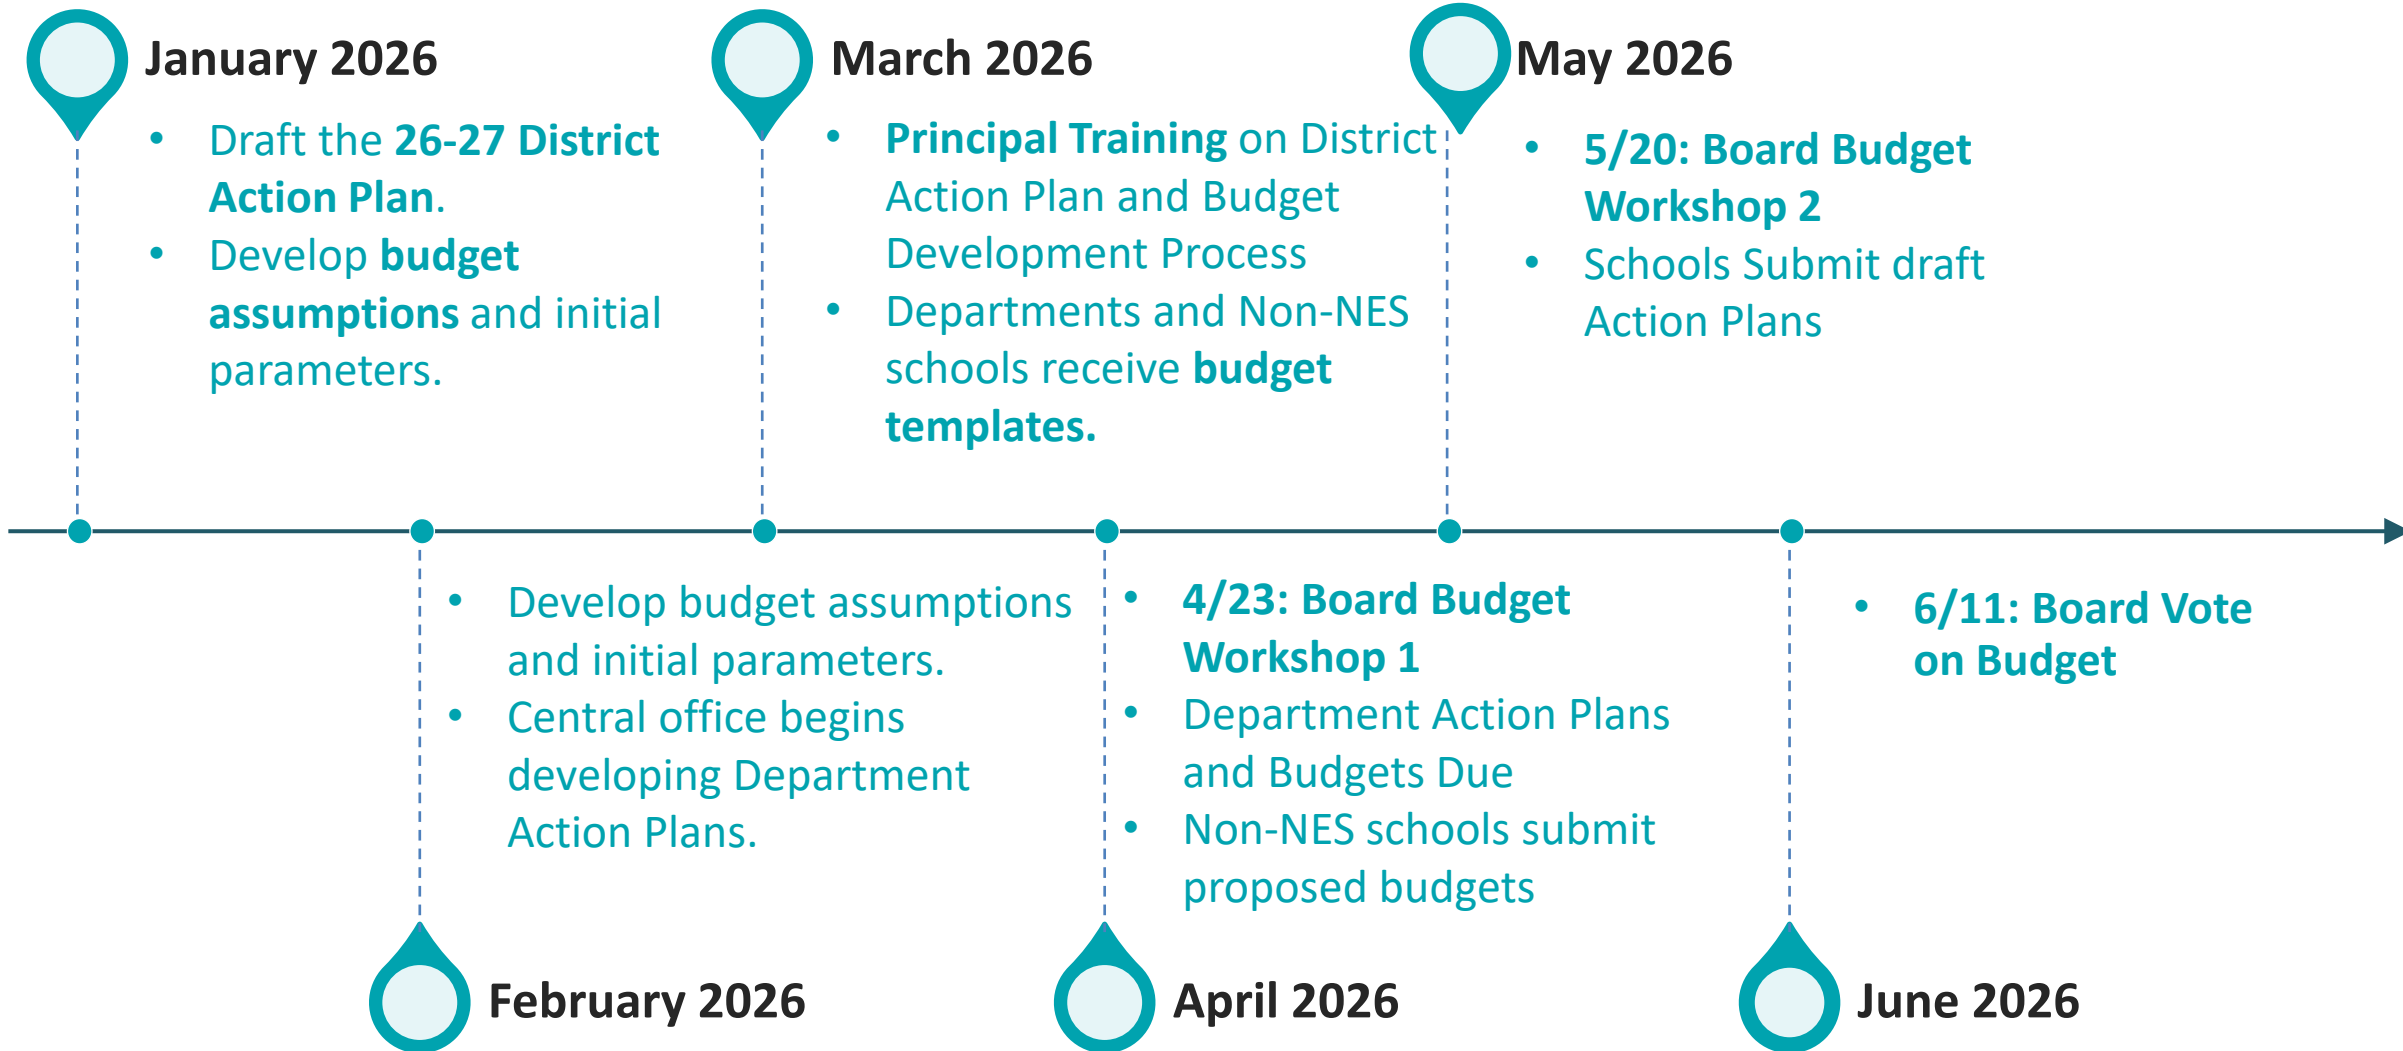 January 2026
• Draft the 26-27 District
Action Plan.
• Develop budget
assumptions and initial
parameters.
March 2026
• Principal Training on District
Action Plan and Budget
Development Process
• Departments and Non-NES
schools receive budget
templates.
May 2026
• 5/20: Board Budget
Workshop 2
• Schools Submit draft
Action Plans
• Develop budget assumptions
and initial parameters.
• Central office begins
developing Department
Action Plans.
February 2026
• 4/23: Board Budget
Workshop 1
• Department Action Plans
and Budgets Due
• Non-NES schools submit
proposed budgets
April 2026
• 6/11: Board Vote
on Budget
June 2026